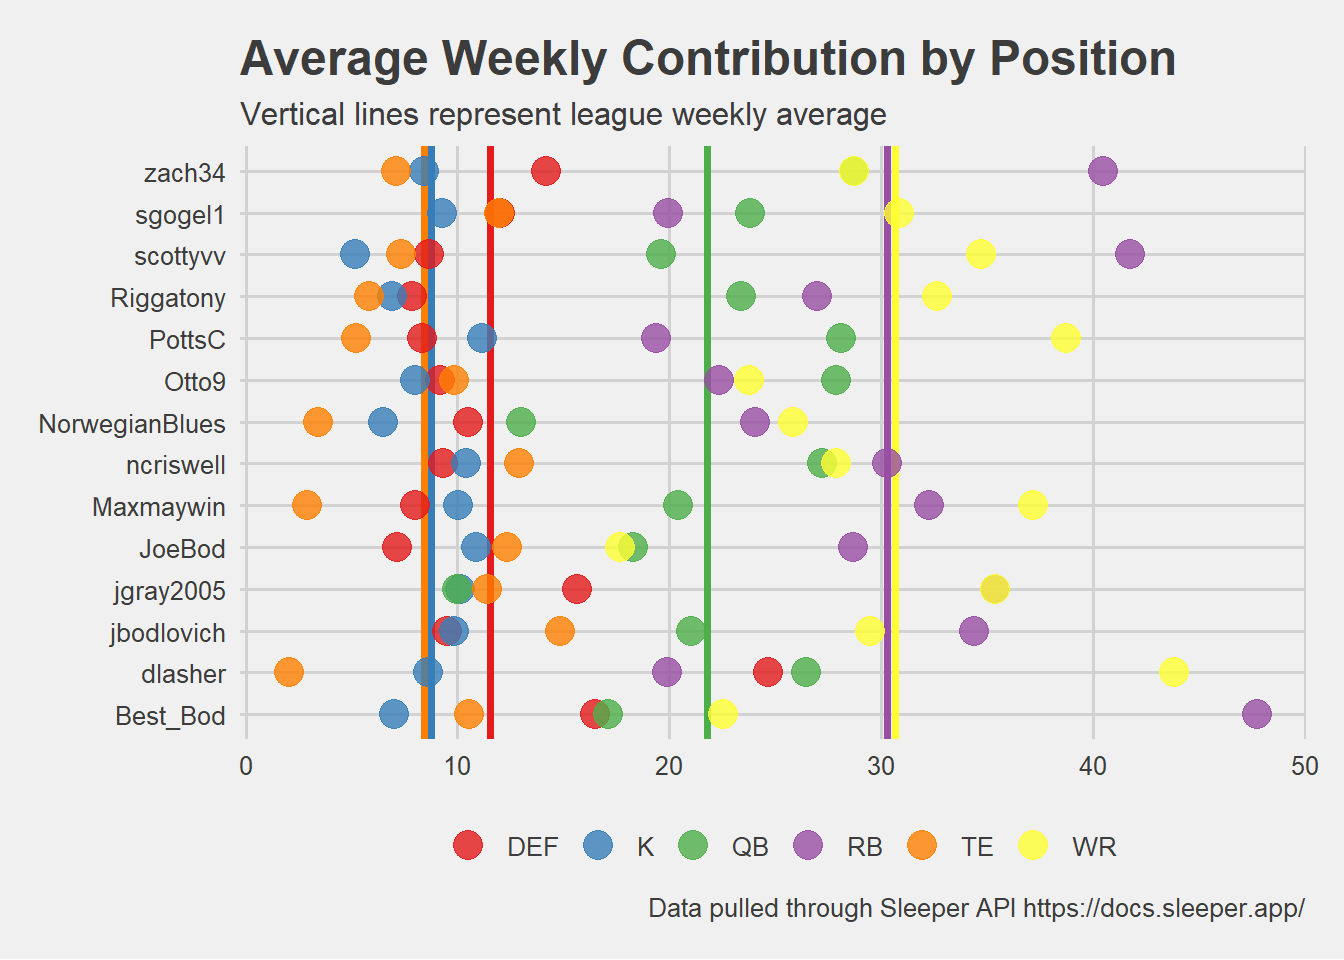 Average Weekly Contribution by Position
Vertical lines represent league weekly average
zach34
sgogel1
scottyvv
Riggatony
PottsC
Otto9
NorwegianBlues
ncriswell
Maxmaywin
JoeBod
jgray2005
jbodlovich
dlasher
Best_Bod
0 10 20 30 40 50
DEF K QB RB TE WR
Data pulled through Sleeper API https://docs.sleeper.app/